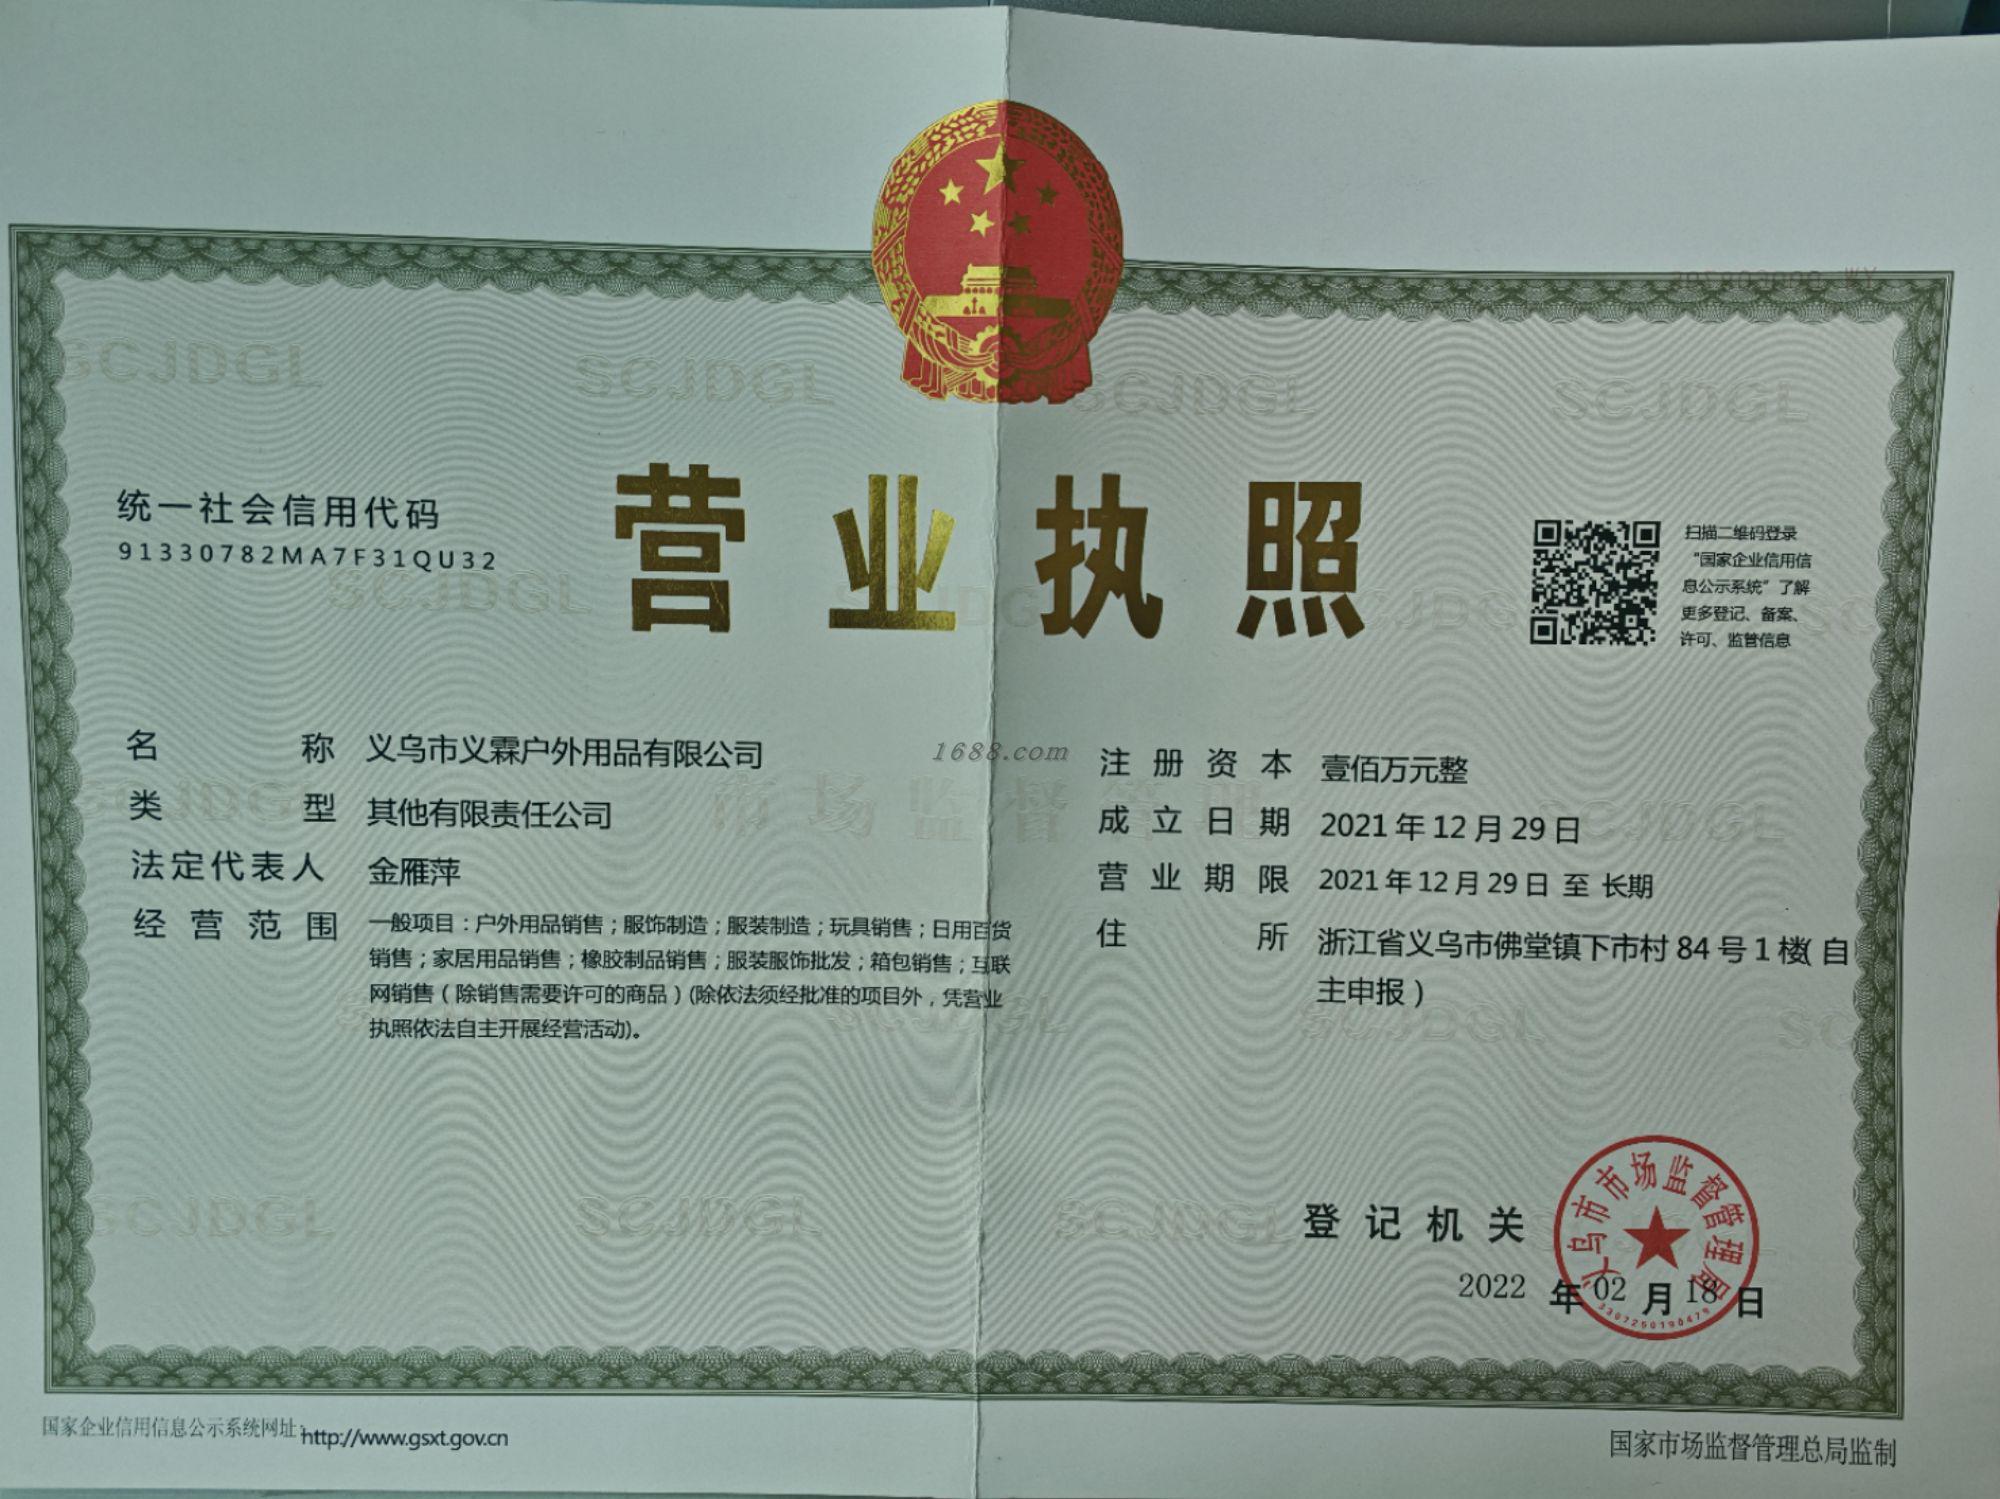 营业执照
统一社会信用代码
91330782MA7F31QU32
扫描二维码登录
“国家企业信用信
息公示系统”了解
更多登记、备案、
许可、监管信息
名称 义乌市义霖户外用品有限公司
类型 其他有限责任公司
法定代表人 金雁萍
经营范围 一般项目：户外用品销售；服饰制造；服装制造；玩具销售；日用百货
销售；家居用品销售；橡胶制品销售；服装服饰批发；箱包销售；互联
网销售（除销售需要许可的商品）(除依法须经批准的项目外，凭营业
执照依法自主开展经营活动)。
1688.com
注册资本 壹佰万元整
成立日期 2021年12月29日
营业期限 2021年12月29日 至 长期
住所 浙江省义乌市佛堂镇下市村84号1楼(自
主申报）
登记机关
义乌市市场监督管理局
2022 年 02 月 18 日
国家企业信用信息公示系统网址：http://www.gsxt.gov.cn
国家市场监督管理总局监制
SCJDGL
市场监督管理